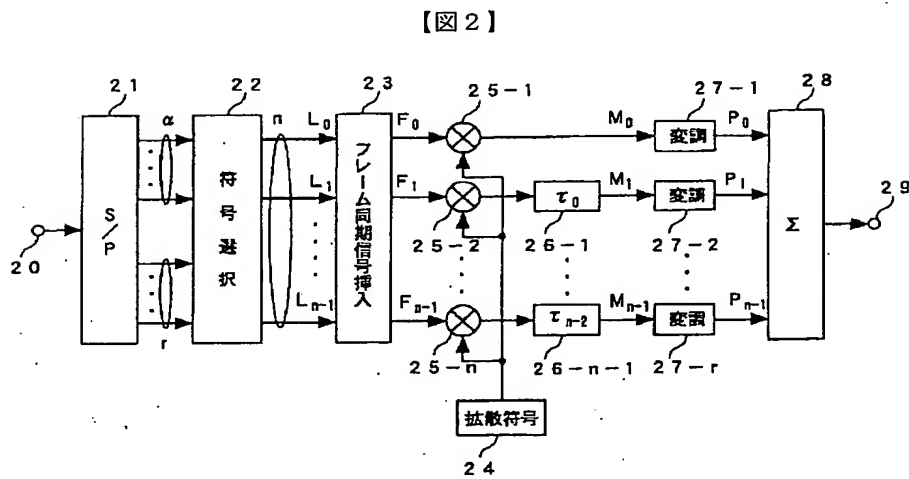 【図2】
21
22
23
25-1
27-1
28
α
n
L₀
F₀
M₀
変調
P₀
S/P
符号選択
フレーム同期信号挿入
L₁
F₁
τ₀
M₁
変調
P₁
Σ
29
20
25-2
26-1
27-2
r
Lₙ₋₁
Fₙ₋₁
τₙ₋₂
Mₙ₋₁
変調
Pₙ₋₁
25-n
26-n-1
27-r
拡散符号
24